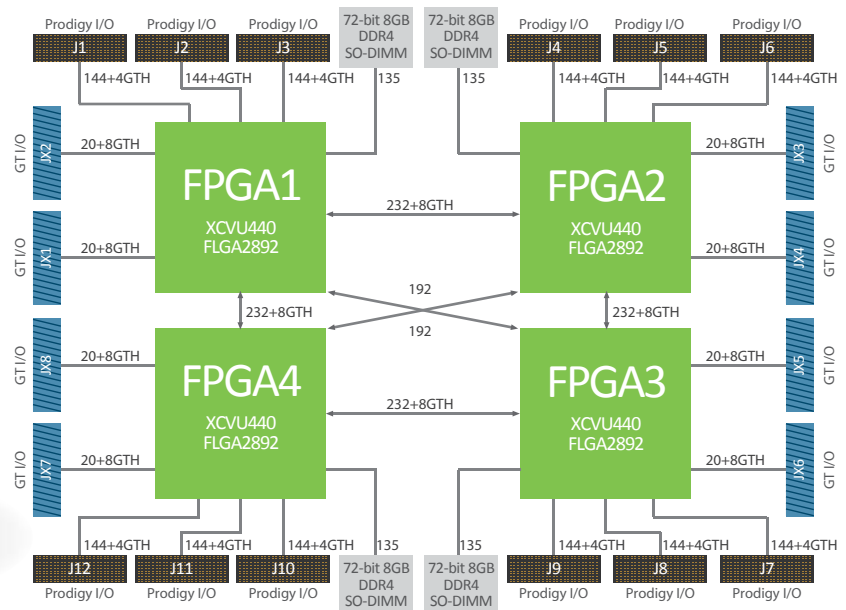 Prodigy I/O
Prodigy I/O
Prodigy I/O
72-bit 8GB
DDR4
SO-DIMM
72-bit 8GB
DDR4
SO-DIMM
Prodigy I/O
Prodigy I/O
Prodigy I/O
J1
J2
J3
J4
J5
J6
144+4GTH
144+4GTH
144+4GTH
135
135
144+4GTH
144+4GTH
144+4GTH
GT I/O
JX2
20+8GTH
FPGA1
XCVU440
FLGA2892
232+8GTH
FPGA2
XCVU440
FLGA2892
20+8GTH
JX3
GT I/O
GT I/O
JX1
20+8GTH
20+8GTH
JX4
GT I/O
192
192
232+8GTH
232+8GTH
GT I/O
JX8
20+8GTH
FPGA4
XCVU440
FLGA2892
232+8GTH
FPGA3
XCVU440
FLGA2892
20+8GTH
JX5
GT I/O
GT I/O
JX7
20+8GTH
20+8GTH
JX6
GT I/O
144+4GTH
144+4GTH
144+4GTH
135
135
144+4GTH
144+4GTH
144+4GTH
J12
J11
J10
J9
J8
J7
72-bit 8GB
DDR4
SO-DIMM
72-bit 8GB
DDR4
SO-DIMM
Prodigy I/O
Prodigy I/O
Prodigy I/O
Prodigy I/O
Prodigy I/O
Prodigy I/O